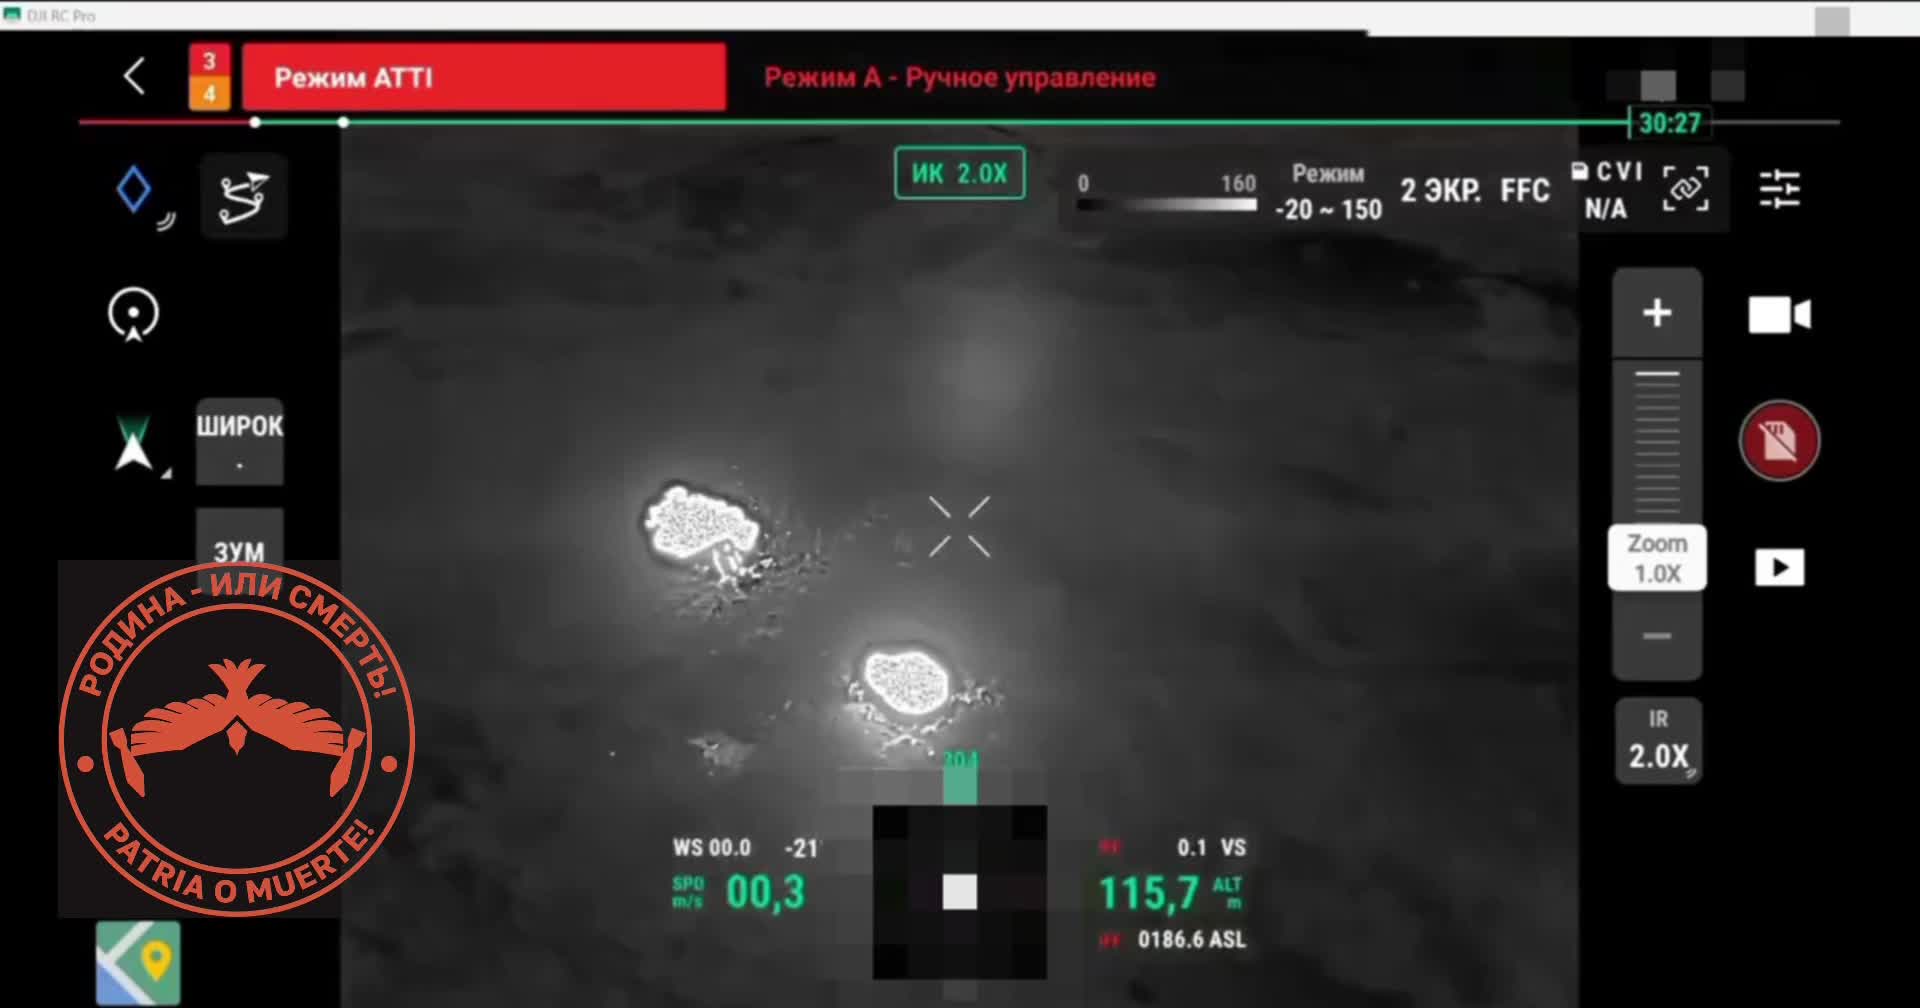 DJI RC Pro
3
4
Режим ATTI
Режим А - Ручное управление
30:27
ИК 2.0X
0 160
Режим
-20 ~ 150
2 ЭКР. FFC
CVI
N/A
ШИРОК
ЗУМ
Zoom
1.0X
IR
2.0X
РОДИНА - ИЛИ СМЕРТЬ!
PATRIA O MUERTE!
WS 00.0 -21
SPD
m/s
00,3
0.1 VS
115,7 ALT
m
0186.6 ASL